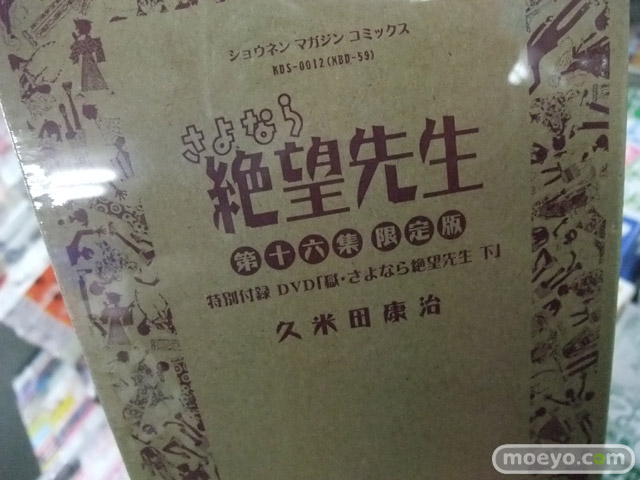 ショウネン マガジン コミックス
KDS-0012(KBD-59)
さよなら
絶望先生
第十六集 限定版
特別付録 DVD「獄・さよなら絶望先生 下」
久米田康治
moeyo.com